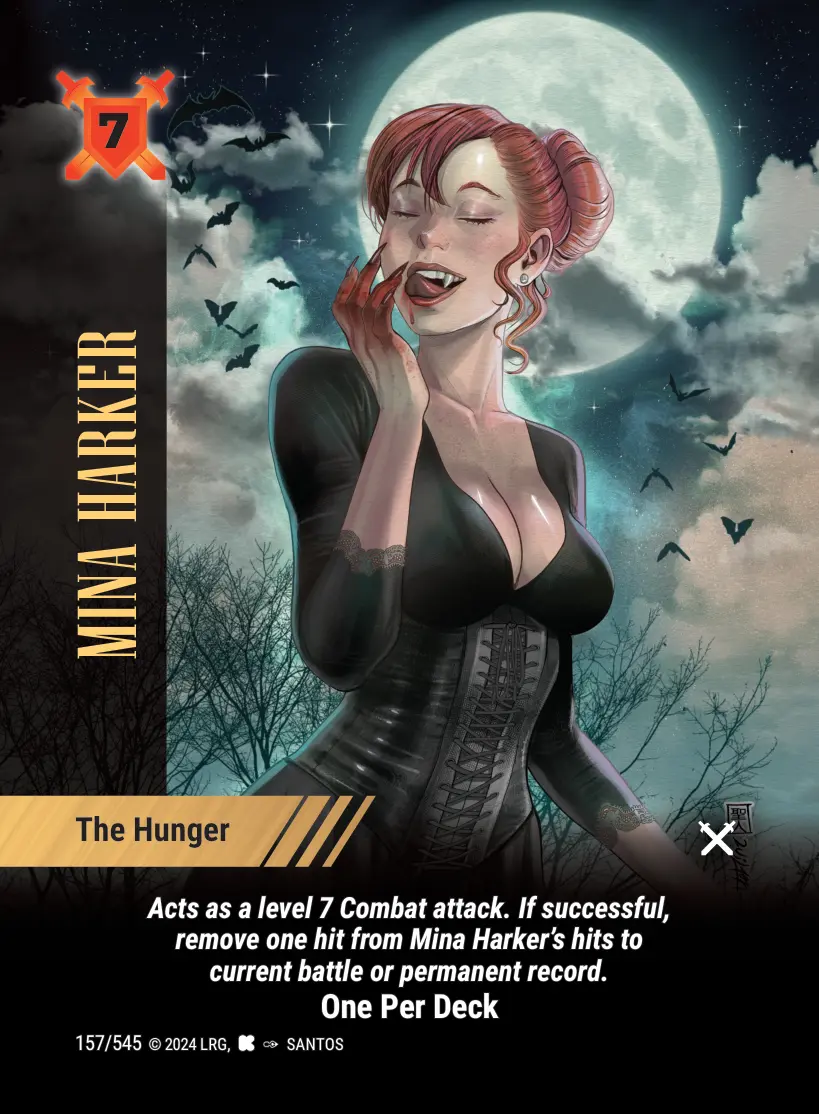 7
MINA HARKER
The Hunger
Acts as a level 7 Combat attack. If successful,
remove one hit from Mina Harker’s hits to
current battle or permanent record.
One Per Deck
157/545 © 2024 LRG, SANTOS